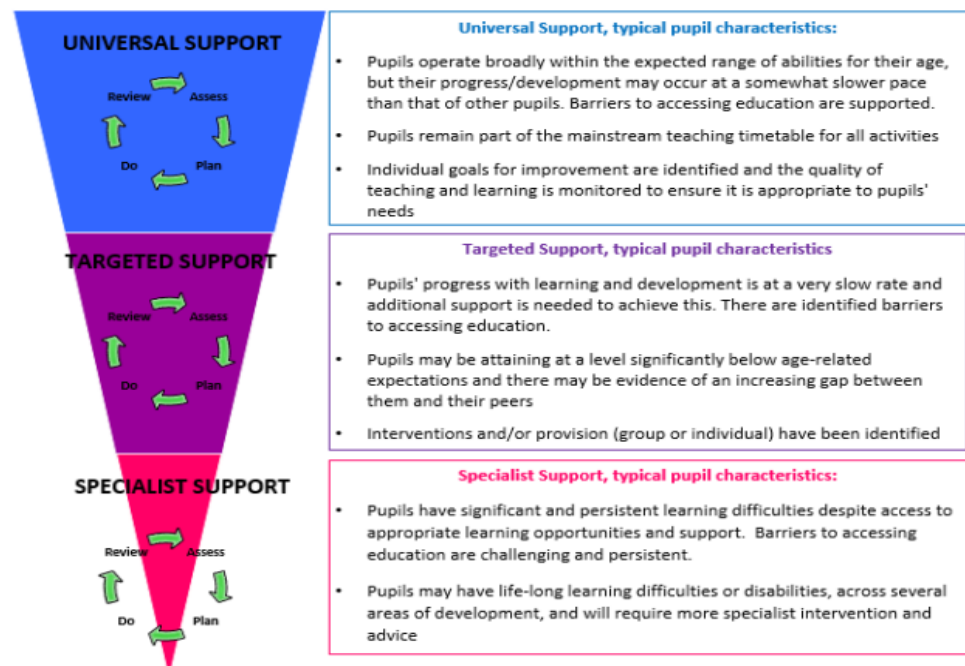 UNIVERSAL SUPPORT
Review
Assess
Do
Plan
Universal Support, typical pupil characteristics:
• Pupils operate broadly within the expected range of abilities for their age,
but their progress/development may occur at a somewhat slower pace
than that of other pupils. Barriers to accessing education are supported.
• Pupils remain part of the mainstream teaching timetable for all activities
• Individual goals for improvement are identified and the quality of
teaching and learning is monitored to ensure it is appropriate to pupils'
needs
TARGETED SUPPORT
Review
Assess
Do
Plan
Targeted Support, typical pupil characteristics
• Pupils' progress with learning and development is at a very slow rate and
additional support is needed to achieve this. There are identified barriers
to accessing education.
• Pupils may be attaining at a level significantly below age-related
expectations and there may be evidence of an increasing gap between
them and their peers
• Interventions and/or provision (group or individual) have been identified
SPECIALIST SUPPORT
Review
Assess
Do
Plan
Specialist Support, typical pupil characteristics:
• Pupils have significant and persistent learning difficulties despite access to
appropriate learning opportunities and support. Barriers to accessing
education are challenging and persistent.
• Pupils may have life-long learning difficulties or disabilities, across several
areas of development, and will require more specialist intervention and
advice